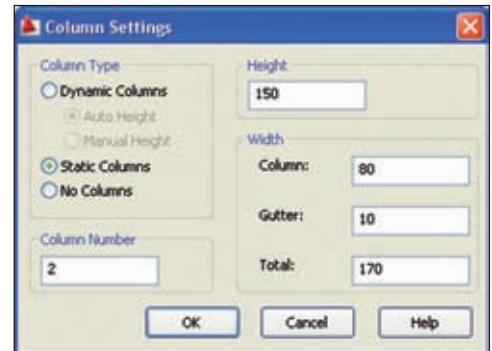 Column Settings
Column Type
Dynamic Columns
Auto Height
Manual Height
Static Columns
No Columns
Column Number
2
Height
150
Width
Column: 80
Gutter: 10
Total: 170
OK Cancel Help